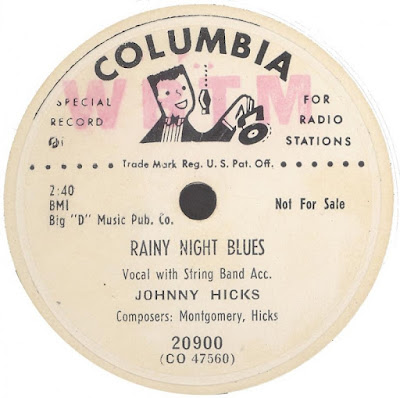 COLUMBIA
SPECIAL RECORD
FOR RADIO STATIONS
Trade Mark Reg. U. S. Pat. Off.
2:40
BMI
Big "D" Music Pub. Co.
Not For Sale
RAINY NIGHT BLUES
Vocal with String Band Acc.
JOHNNY HICKS
Composers: Montgomery, Hicks
20900
(CO 47560)